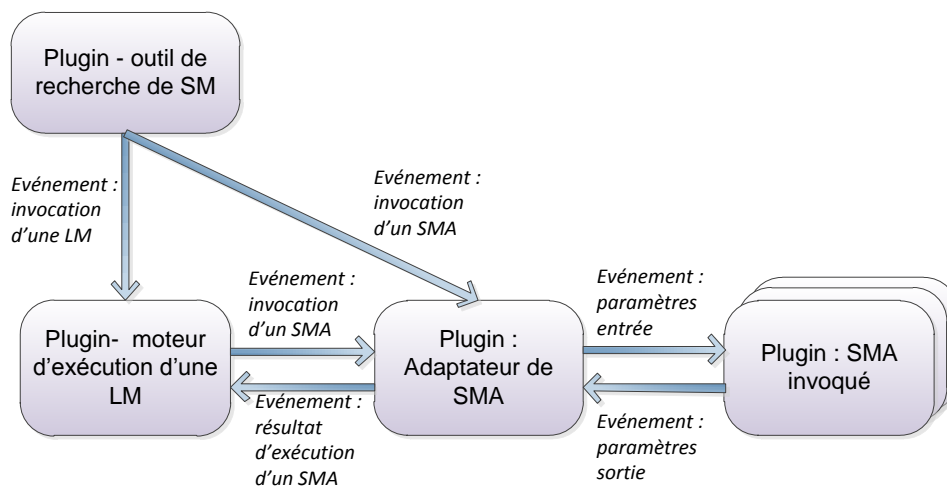 Plugin - outil de
recherche de SM
Evénement :
invocation
d'une LM
Evénement :
invocation
d'un SMA
Plugin- moteur
d'exécution d'une
LM
Evénement :
invocation
d'un SMA
Evénement :
résultat
d'exécution
d'un SMA
Plugin :
Adaptateur de
SMA
Evénement :
paramètres
entrée
Evénement :
paramètres
sortie
Plugin : SMA
invoqué